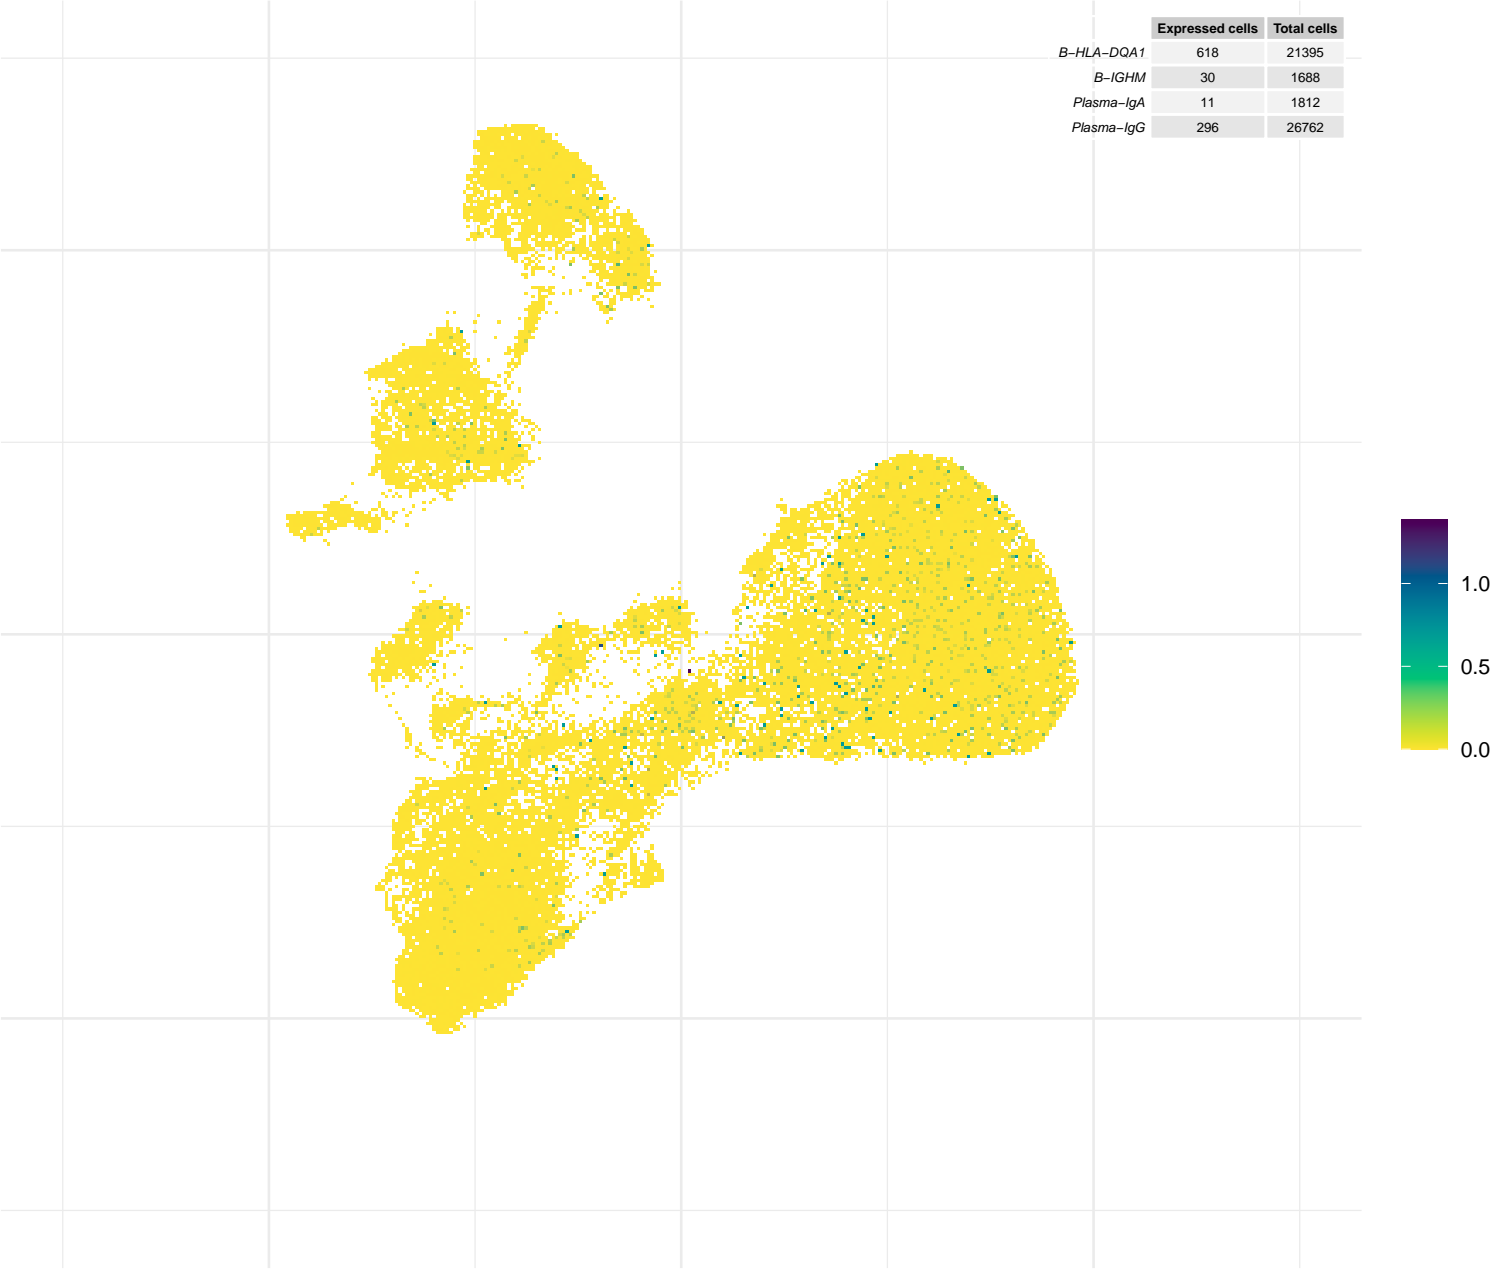 Expressed cells Total cells
B−HLA−DQA1 618 21395
B−IGHM 30 1688
Plasma−IgA 11 1812
Plasma−IgG 296 26762
1.0
0.5
0.0